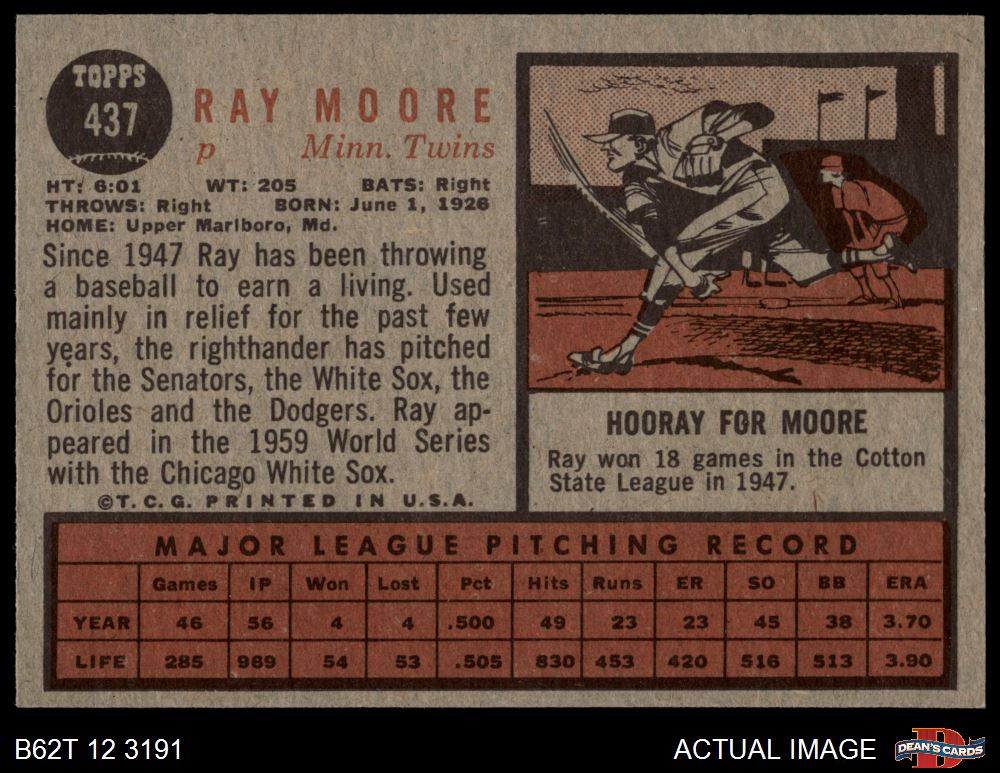 TOPPS
437
RAY MOORE
p Minn. Twins
HT: 6:01 WT: 205 BATS: Right
THROWS: Right BORN: June 1, 1926
HOME: Upper Marlboro, Md.
Since 1947 Ray has been throwing
a baseball to earn a living. Used
mainly in relief for the past few
years, the righthander has pitched
for the Senators, the White Sox, the
Orioles and the Dodgers. Ray ap-
peared in the 1959 World Series
with the Chicago White Sox.
©T.C.G. PRINTED IN U.S.A.
HOORAY FOR MOORE
Ray won 18 games in the Cotton
State League in 1947.
MAJOR LEAGUE PITCHING RECORD
Games IP Won Lost Pct Hits Runs ER SO BB ERA
YEAR 46 56 4 4 .500 49 23 23 45 38 3.70
LIFE 285 989 54 53 .505 830 453 420 516 513 3.90
B62T 12 3191 ACTUAL IMAGE
D
DEAN'S CARDS